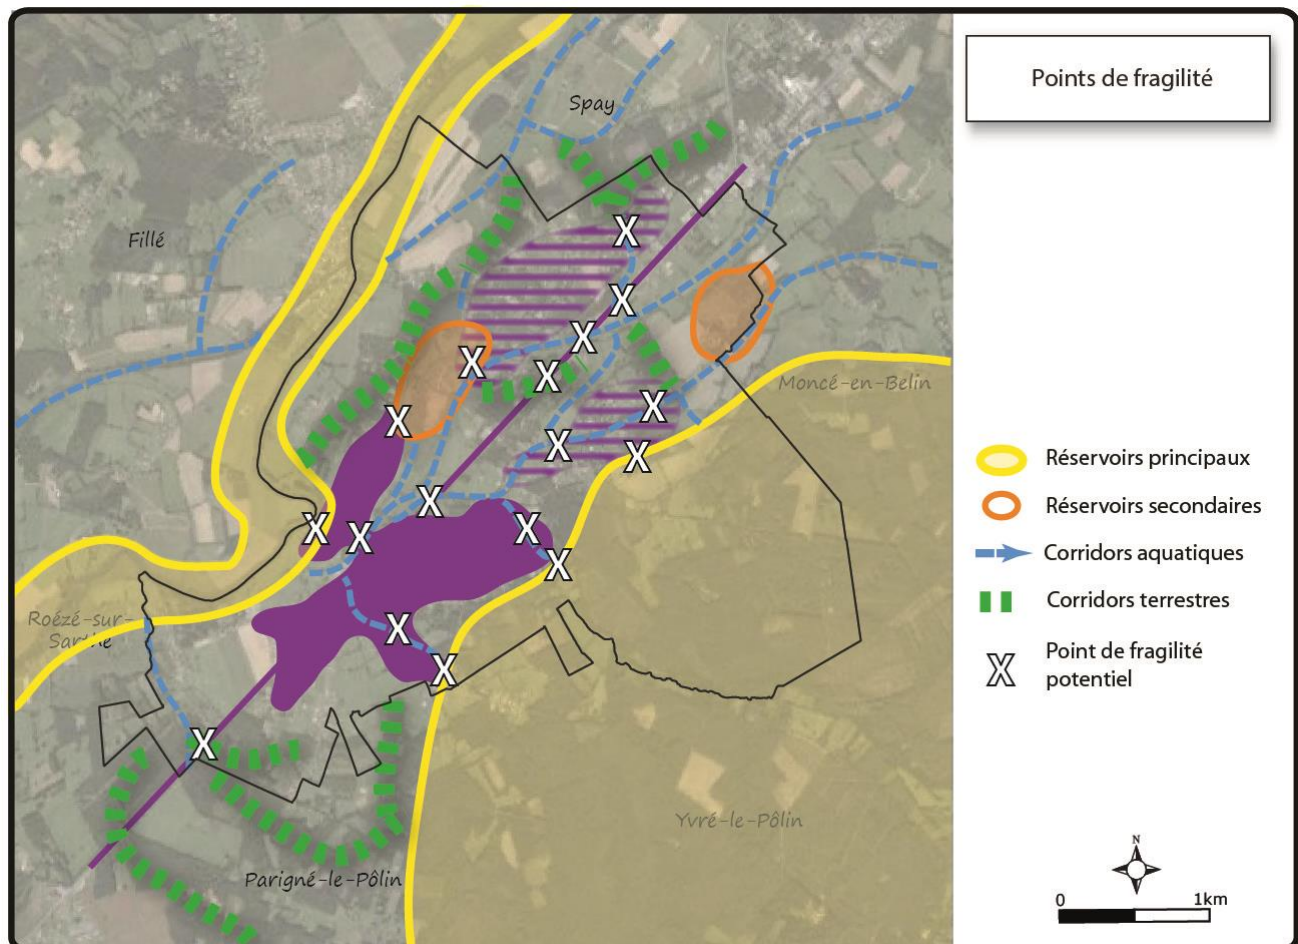 Points de fragilité
Spay
Fillé
Moncé-en-Belin
Réservoirs principaux
Réservoirs secondaires
Corridors aquatiques
Corridors terrestres
Roézé-sur-
Sarthe
X Point de fragilité
potentiel
Yvré-le-Pôlin
Parigné-le-Pôlin
N
0 1km